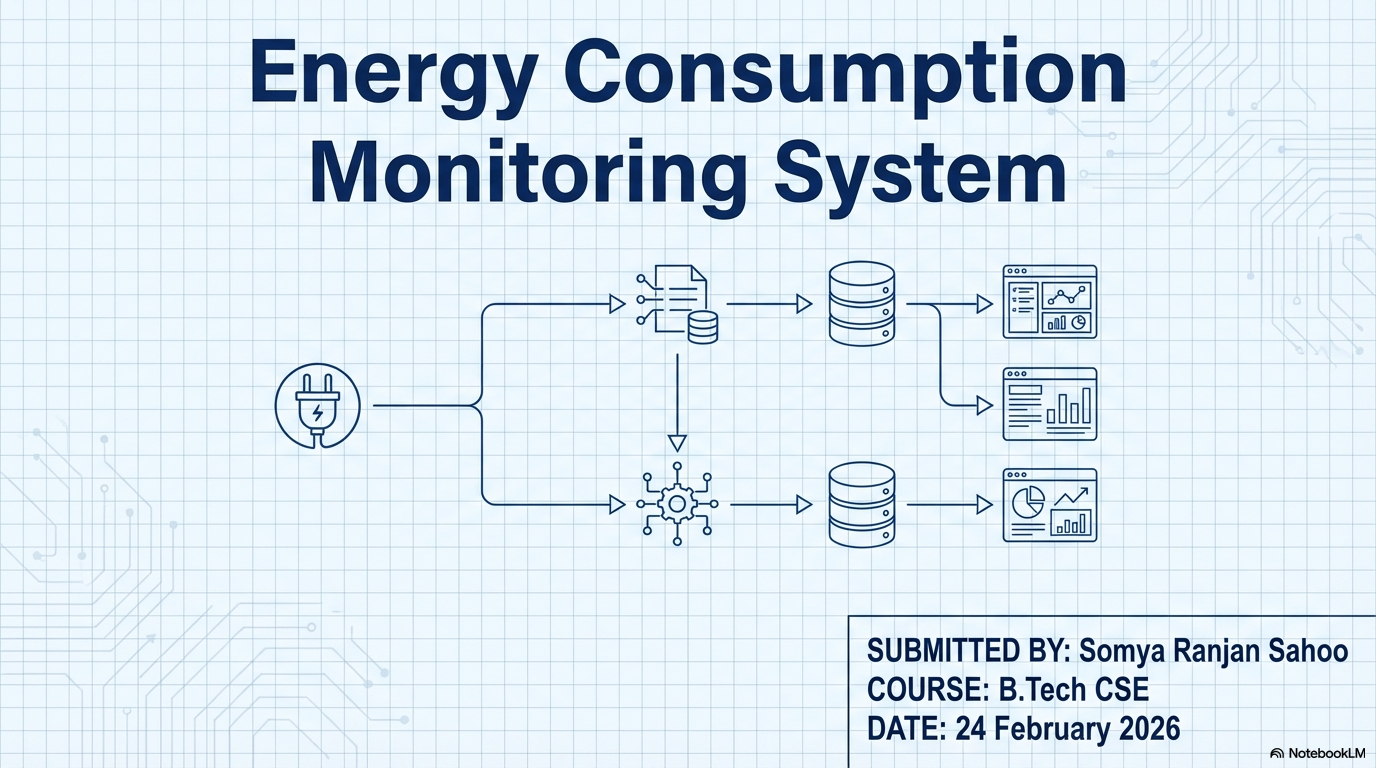 Energy Consumption
Monitoring System
SUBMITTED BY: Somya Ranjan Sahoo
COURSE: B.Tech CSE
DATE: 24 February 2026
NotebookLM